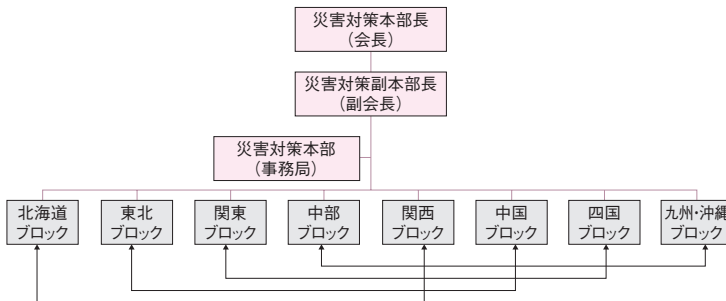 災害対策本部長
（会長）
災害対策副本部長
（副会長）
災害対策本部
（事務局）
北海道
ブロック
東北
ブロック
関東
ブロック
中部
ブロック
関西
ブロック
中国
ブロック
四国
ブロック
九州・沖縄
ブロック